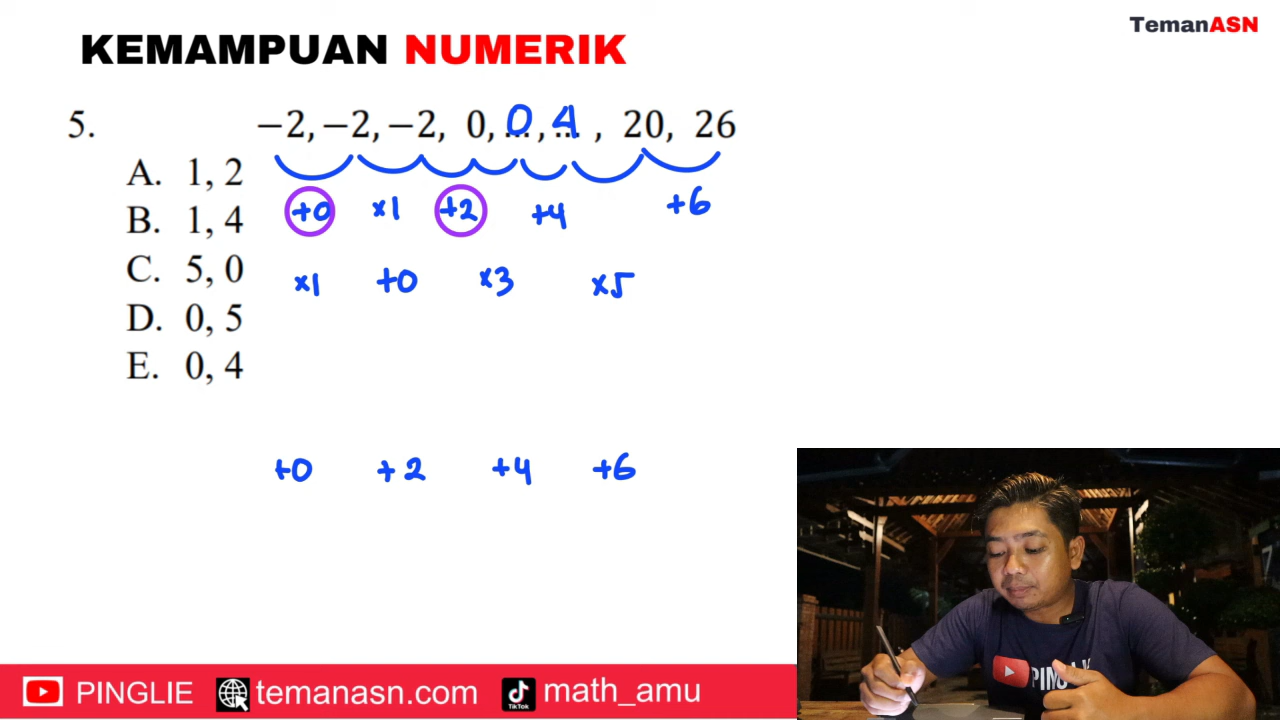 TemanASN
KEMAMPUAN NUMERIK
5. −2, −2, −2, 0, 0, 4, 20, 26
A. 1, 2
B. 1, 4
C. 5, 0
D. 0, 5
E. 0, 4
+0 ×1 +2 +4 +6
×1 +0 ×3 ×5
+0 +2 +4 +6
PINGLIE temanasn.com TikTok math_amu